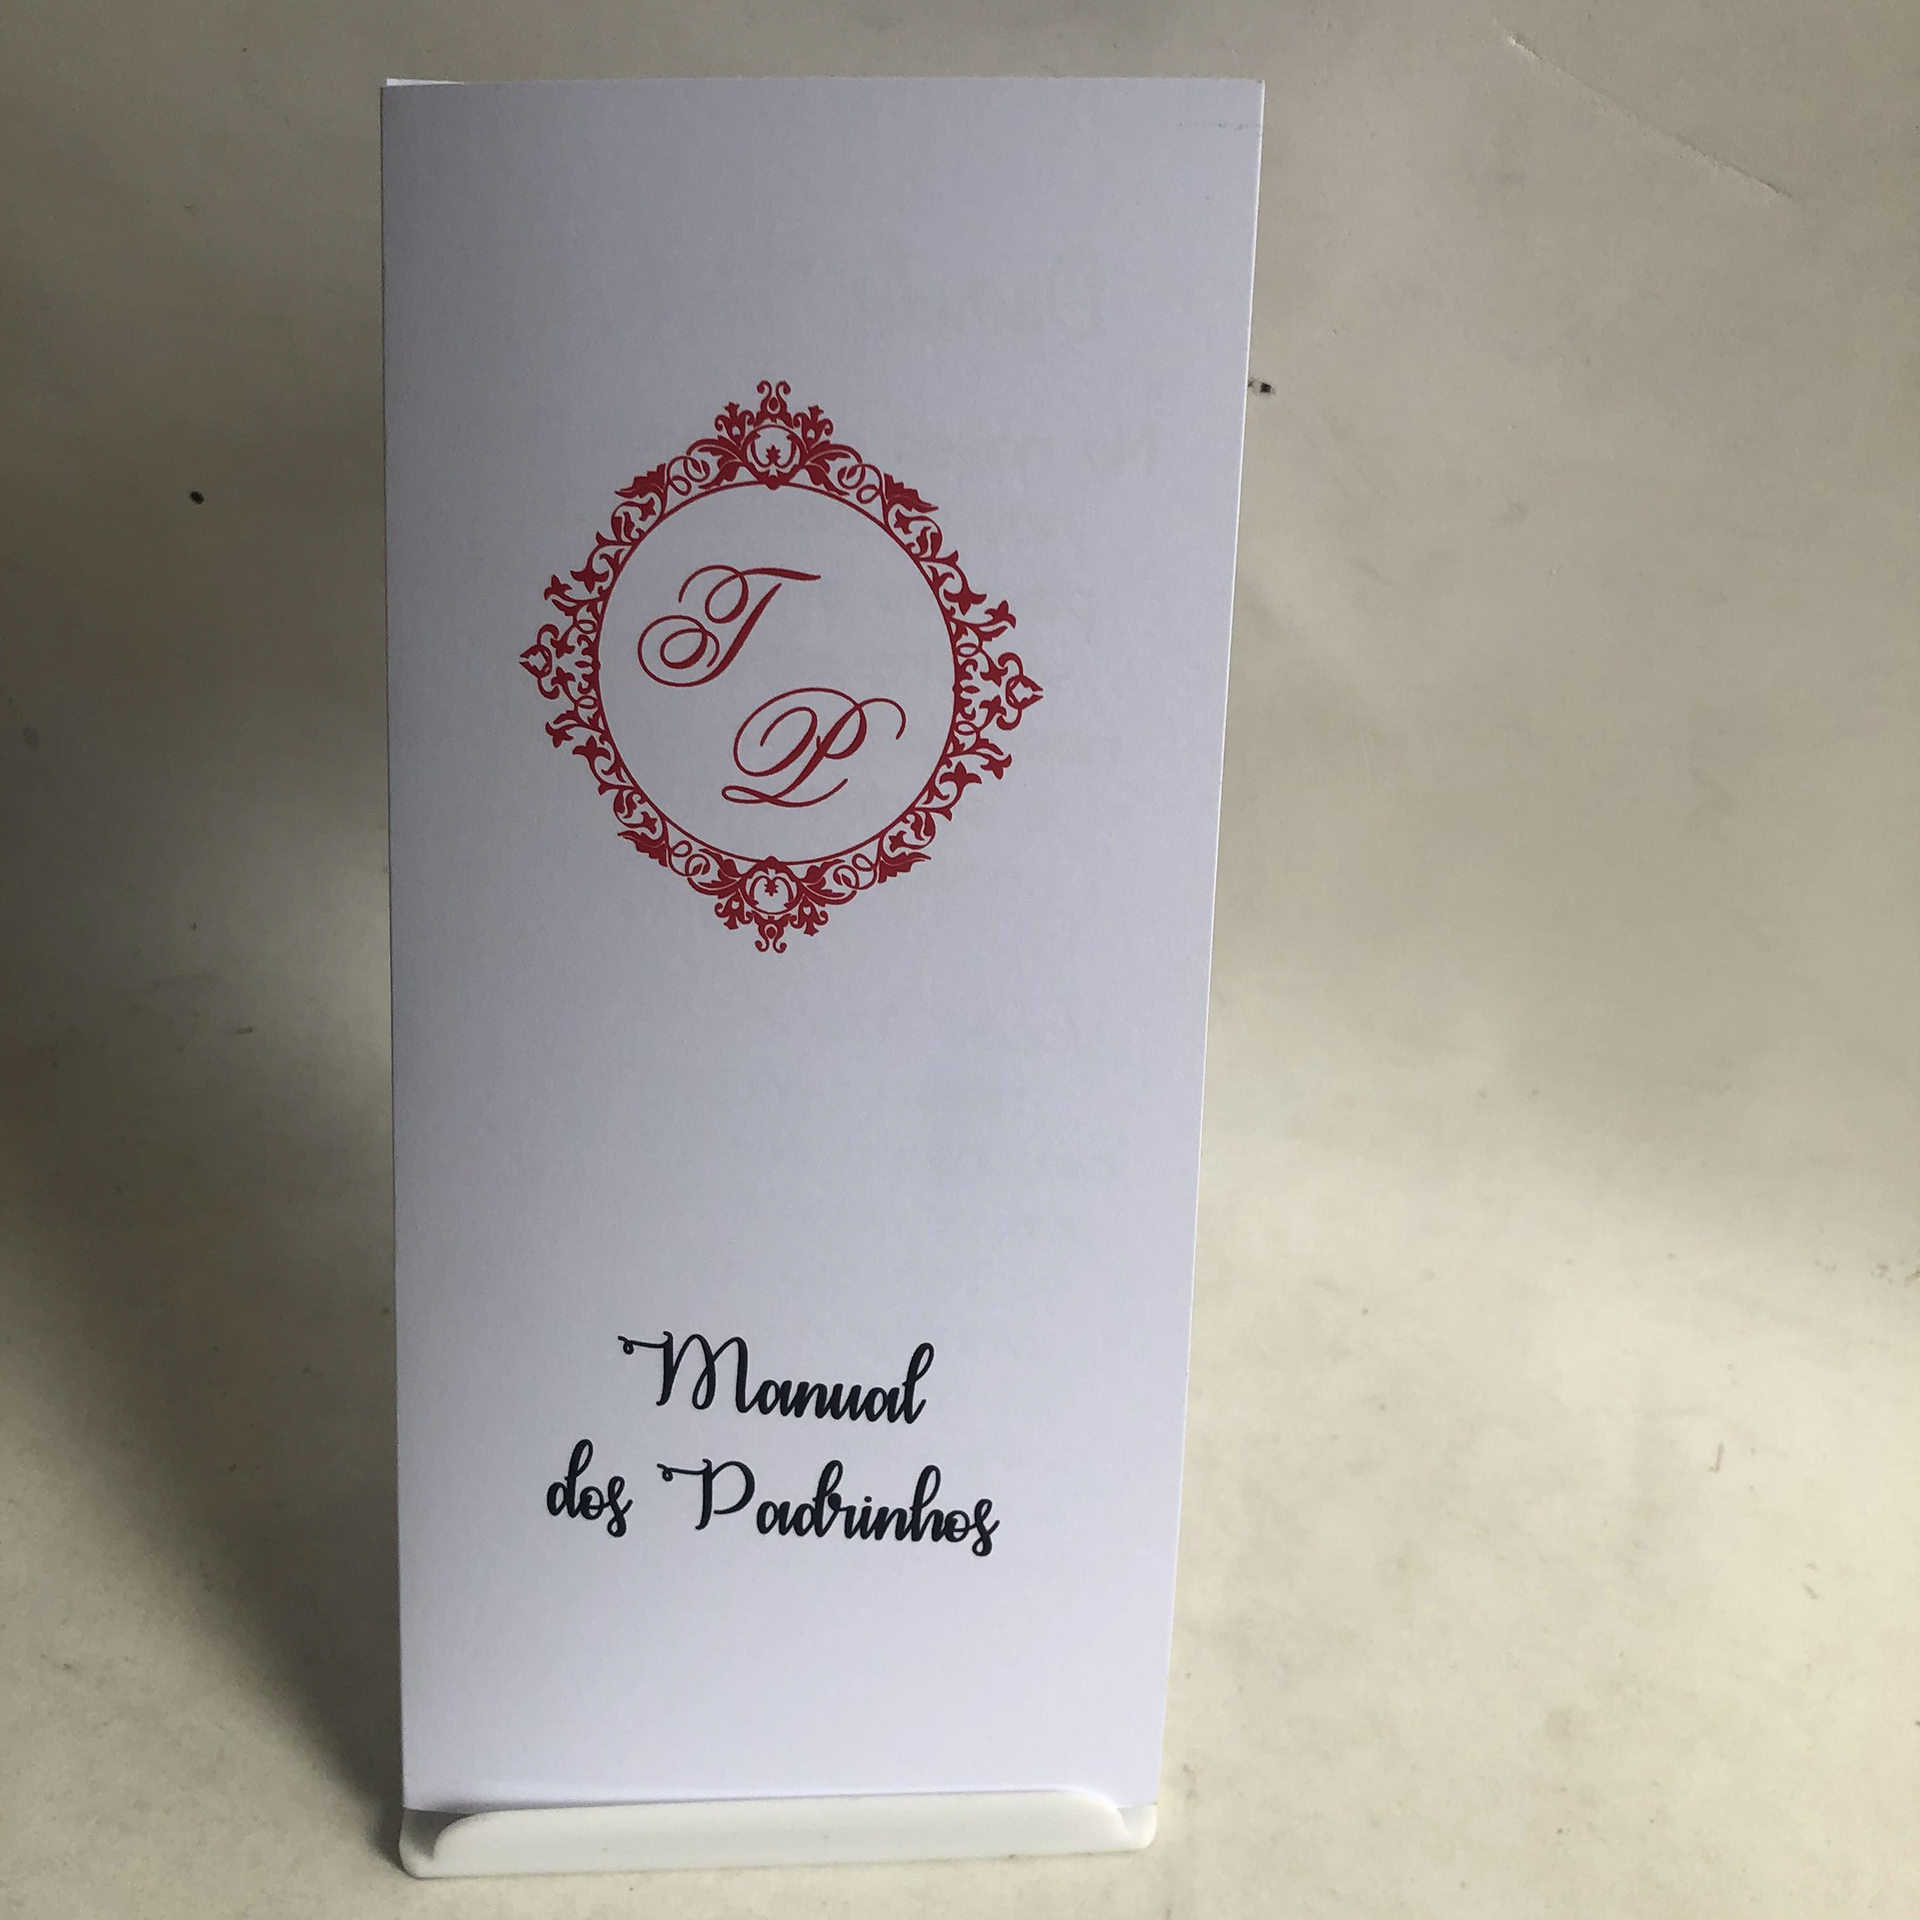 T
P
Manual
dos Padrinhos